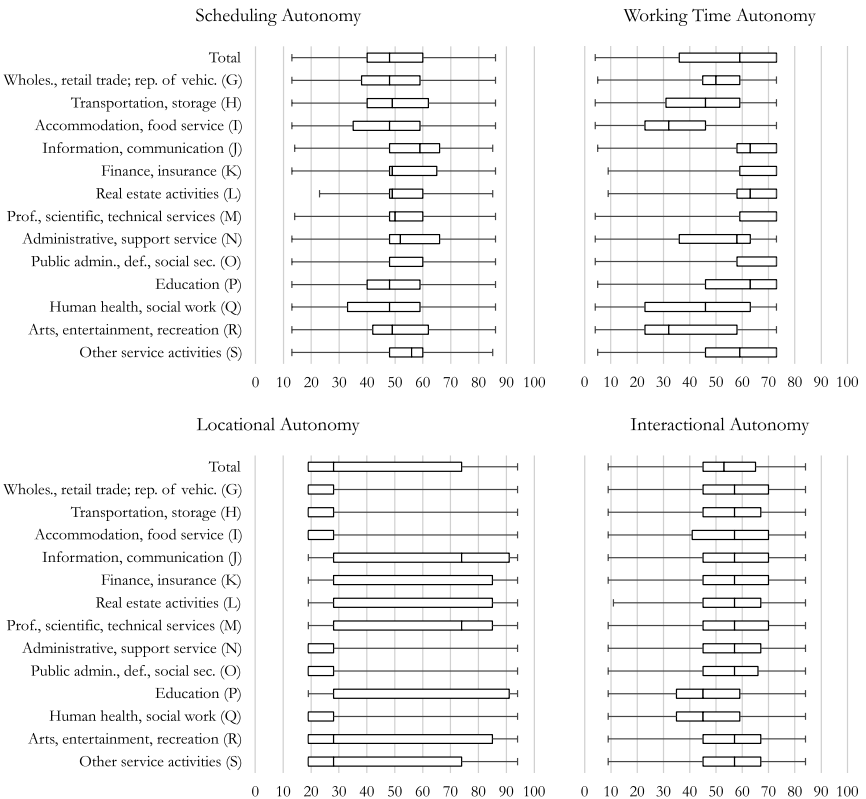 Scheduling Autonomy
Working Time Autonomy
Total
Wholes., retail trade; rep. of vehic. (G)
Transportation, storage (H)
Accommodation, food service (I)
Information, communication (J)
Finance, insurance (K)
Real estate activities (L)
Prof., scientific, technical services (M)
Administrative, support service (N)
Public admin., def., social sec. (O)
Education (P)
Human health, social work (Q)
Arts, entertainment, recreation (R)
Other service activities (S)
0 10 20 30 40 50 60 70 80 90 100
0 10 20 30 40 50 60 70 80 90 100
Locational Autonomy
Interactional Autonomy
Total
Wholes., retail trade; rep. of vehic. (G)
Transportation, storage (H)
Accommodation, food service (I)
Information, communication (J)
Finance, insurance (K)
Real estate activities (L)
Prof., scientific, technical services (M)
Administrative, support service (N)
Public admin., def., social sec. (O)
Education (P)
Human health, social work (Q)
Arts, entertainment, recreation (R)
Other service activities (S)
0 10 20 30 40 50 60 70 80 90 100
0 10 20 30 40 50 60 70 80 90 100